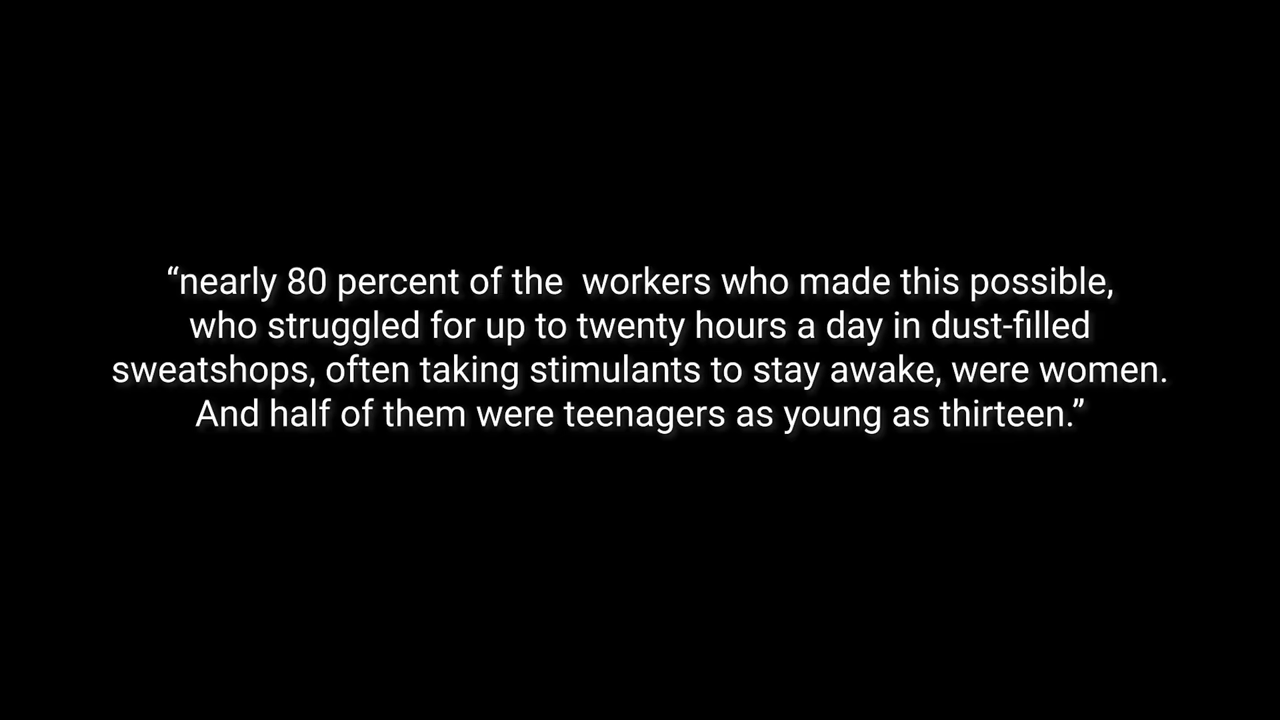 “nearly 80 percent of the  workers who made this possible,
who struggled for up to twenty hours a day in dust-filled
sweatshops, often taking stimulants to stay awake, were women.
And half of them were teenagers as young as thirteen.”